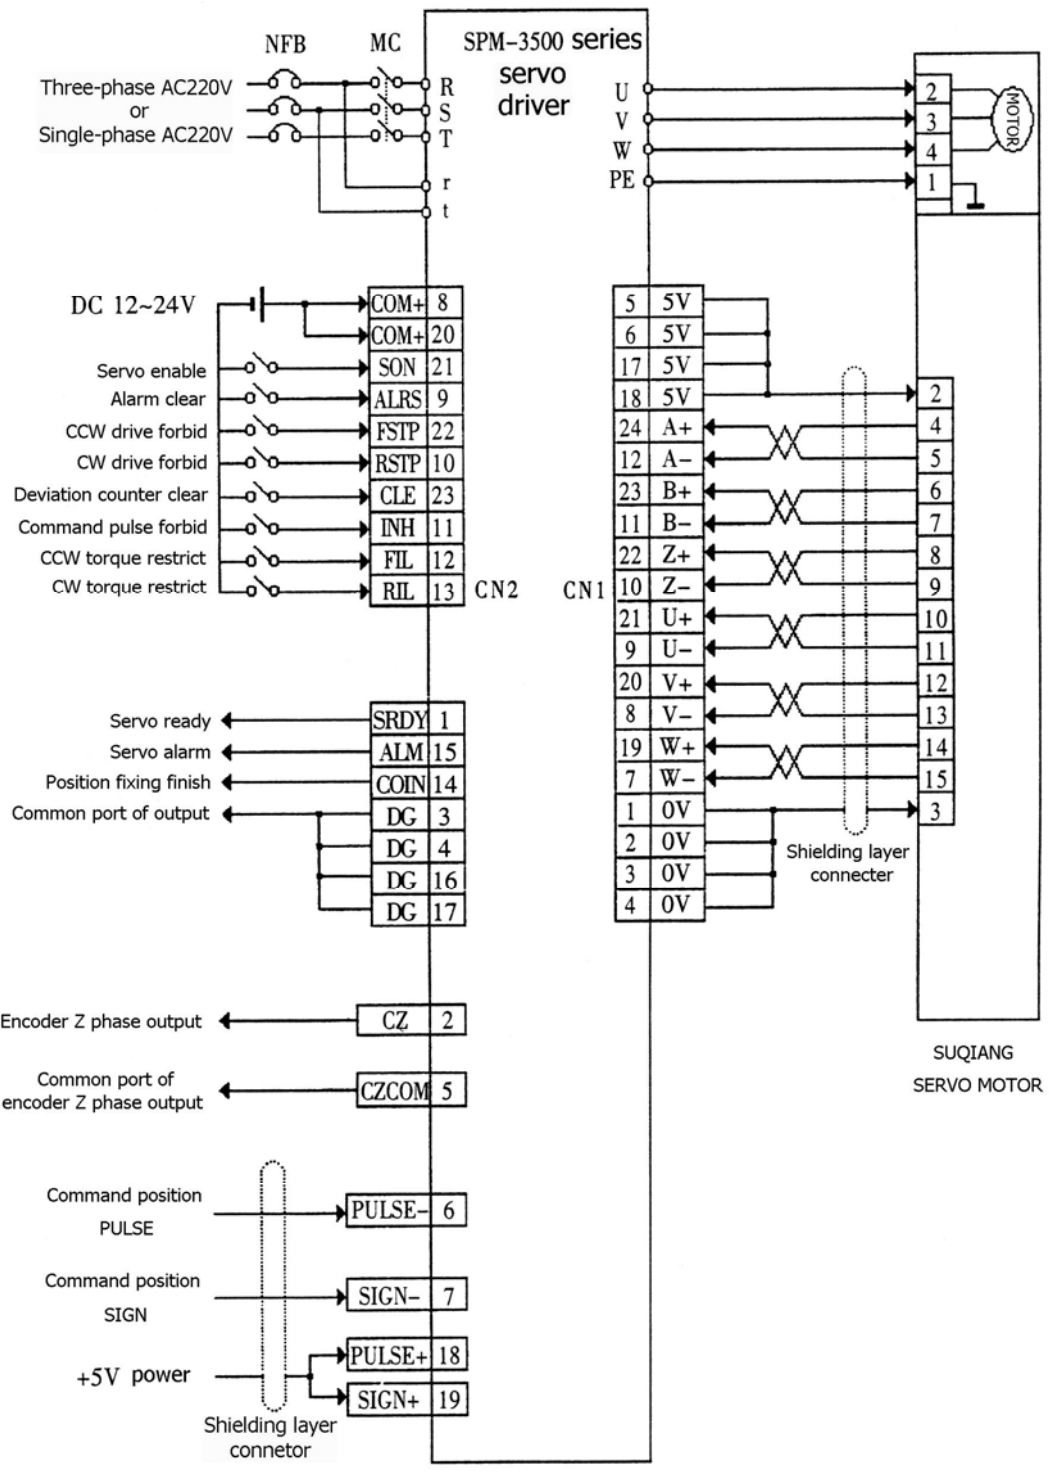 NFB MC
SPM-3500 series
servo
driver
Three-phase AC220V
or
Single-phase AC220V
R
S
T
r
t
U
V
W
PE
2
3
4
1
MOTOR
DC 12~24V
COM+ 8
COM+ 20
Servo enable SON 21
Alarm clear ALRS 9
CCW drive forbid FSTP 22
CW drive forbid RSTP 10
Deviation counter clear CLE 23
Command pulse forbid INH 11
CCW torque restrict FIL 12
CW torque restrict RIL 13
CN2
CN1
5 5V
6 5V
17 5V
18 5V
24 A+
12 A-
23 B+
11 B-
22 Z+
10 Z-
21 U+
9 U-
20 V+
8 V-
19 W+
7 W-
1 0V
2 0V
3 0V
4 0V
2
4
5
6
7
8
9
10
11
12
13
14
15
3
Shielding layer
connecter
Servo ready SRDY 1
Servo alarm ALM 15
Position fixing finish COIN 14
Common port of output DG 3
DG 4
DG 16
DG 17
Encoder Z phase output CZ 2
Common port of
encoder Z phase output
CZCOM 5
SUQIANG
SERVO MOTOR
Command position
PULSE
PULSE- 6
Command position
SIGN
SIGN- 7
+5V power
PULSE+ 18
SIGN+ 19
Shielding layer
connetor